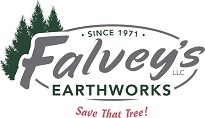 • SINCE 1971 •
Falvey's
LLC
EARTHWORKS
Save That Tree!